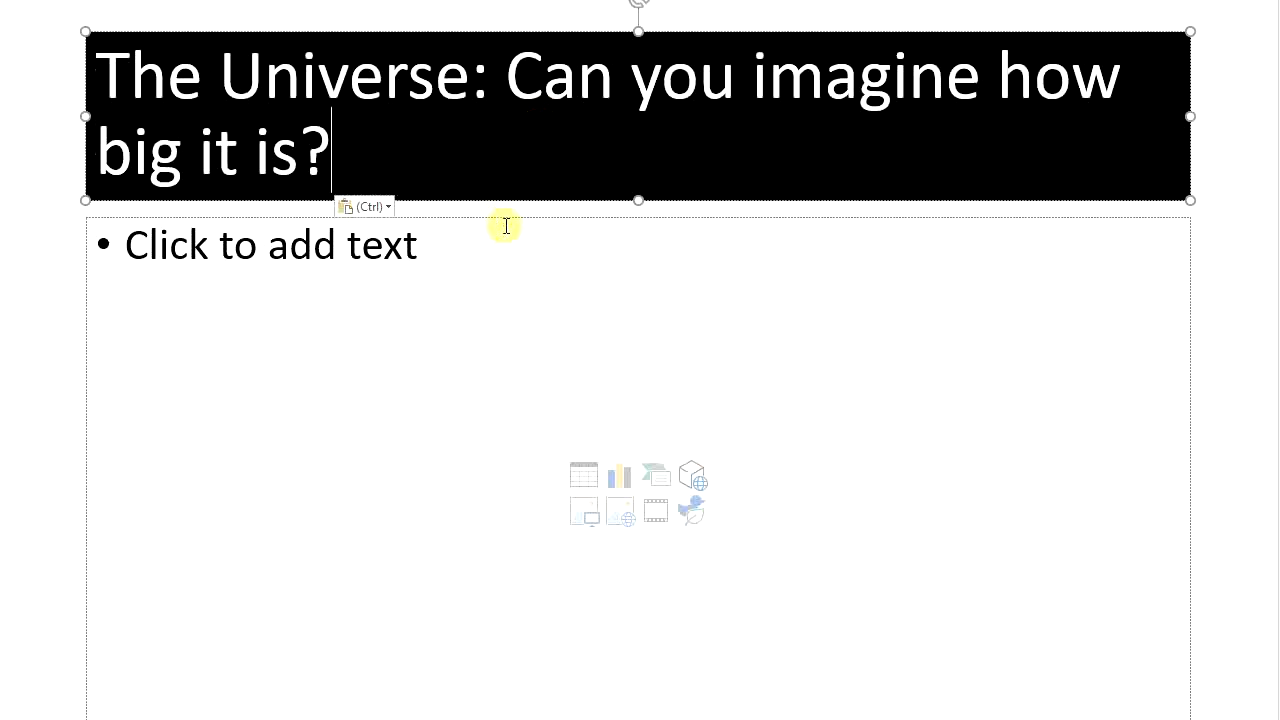 The Universe: Can you imagine how
big it is?
(Ctrl)
• Click to add text